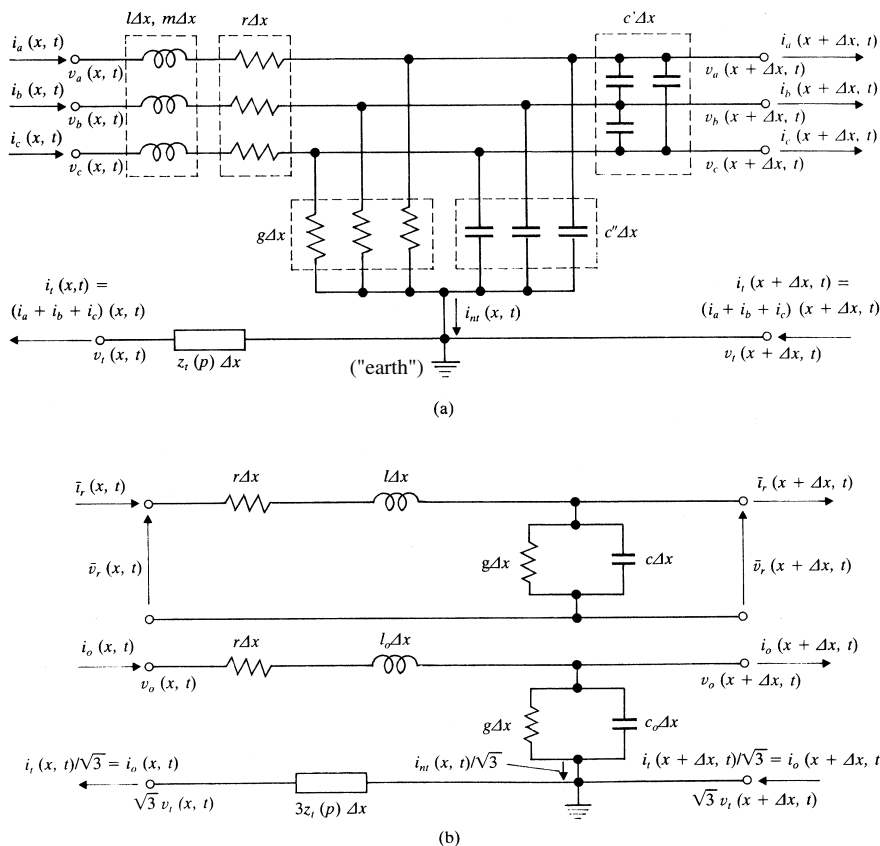 lΔx, mΔx
rΔx
c'Δx
i_a (x, t)
v_a (x, t)
i_a (x + Δx, t)
v_a (x + Δx, t)
i_b (x, t)
v_b (x, t)
i_b (x + Δx, t)
v_b (x + Δx, t)
i_c (x, t)
v_c (x, t)
i_c (x + Δx, t)
v_c (x + Δx, t)
gΔx
c"Δx
i_t (x,t) =
(i_a + i_b + i_c) (x, t)
i_nt (x, t)
i_t (x + Δx, t) =
(i_a + i_b + i_c) (x + Δx, t)
v_t (x, t)
z_t (p) Δx
("earth")
v_t (x + Δx, t)
(a)
ī_r (x, t)
rΔx
lΔx
ī_r (x + Δx, t)
v̄_r (x, t)
gΔx
cΔx
v̄_r (x + Δx, t)
i_o (x, t)
rΔx
l_oΔx
i_o (x + Δx, t)
v_o (x, t)
v_o (x + Δx, t)
gΔx
c_oΔx
i_t (x, t)/√3 = i_o (x, t)
i_nt (x, t)/√3
i_t (x + Δx, t)/√3 = i_o (x + Δx, t
√3 v_t (x, t)
3z_t (p) Δx
√3 v_t (x + Δx, t)
(b)